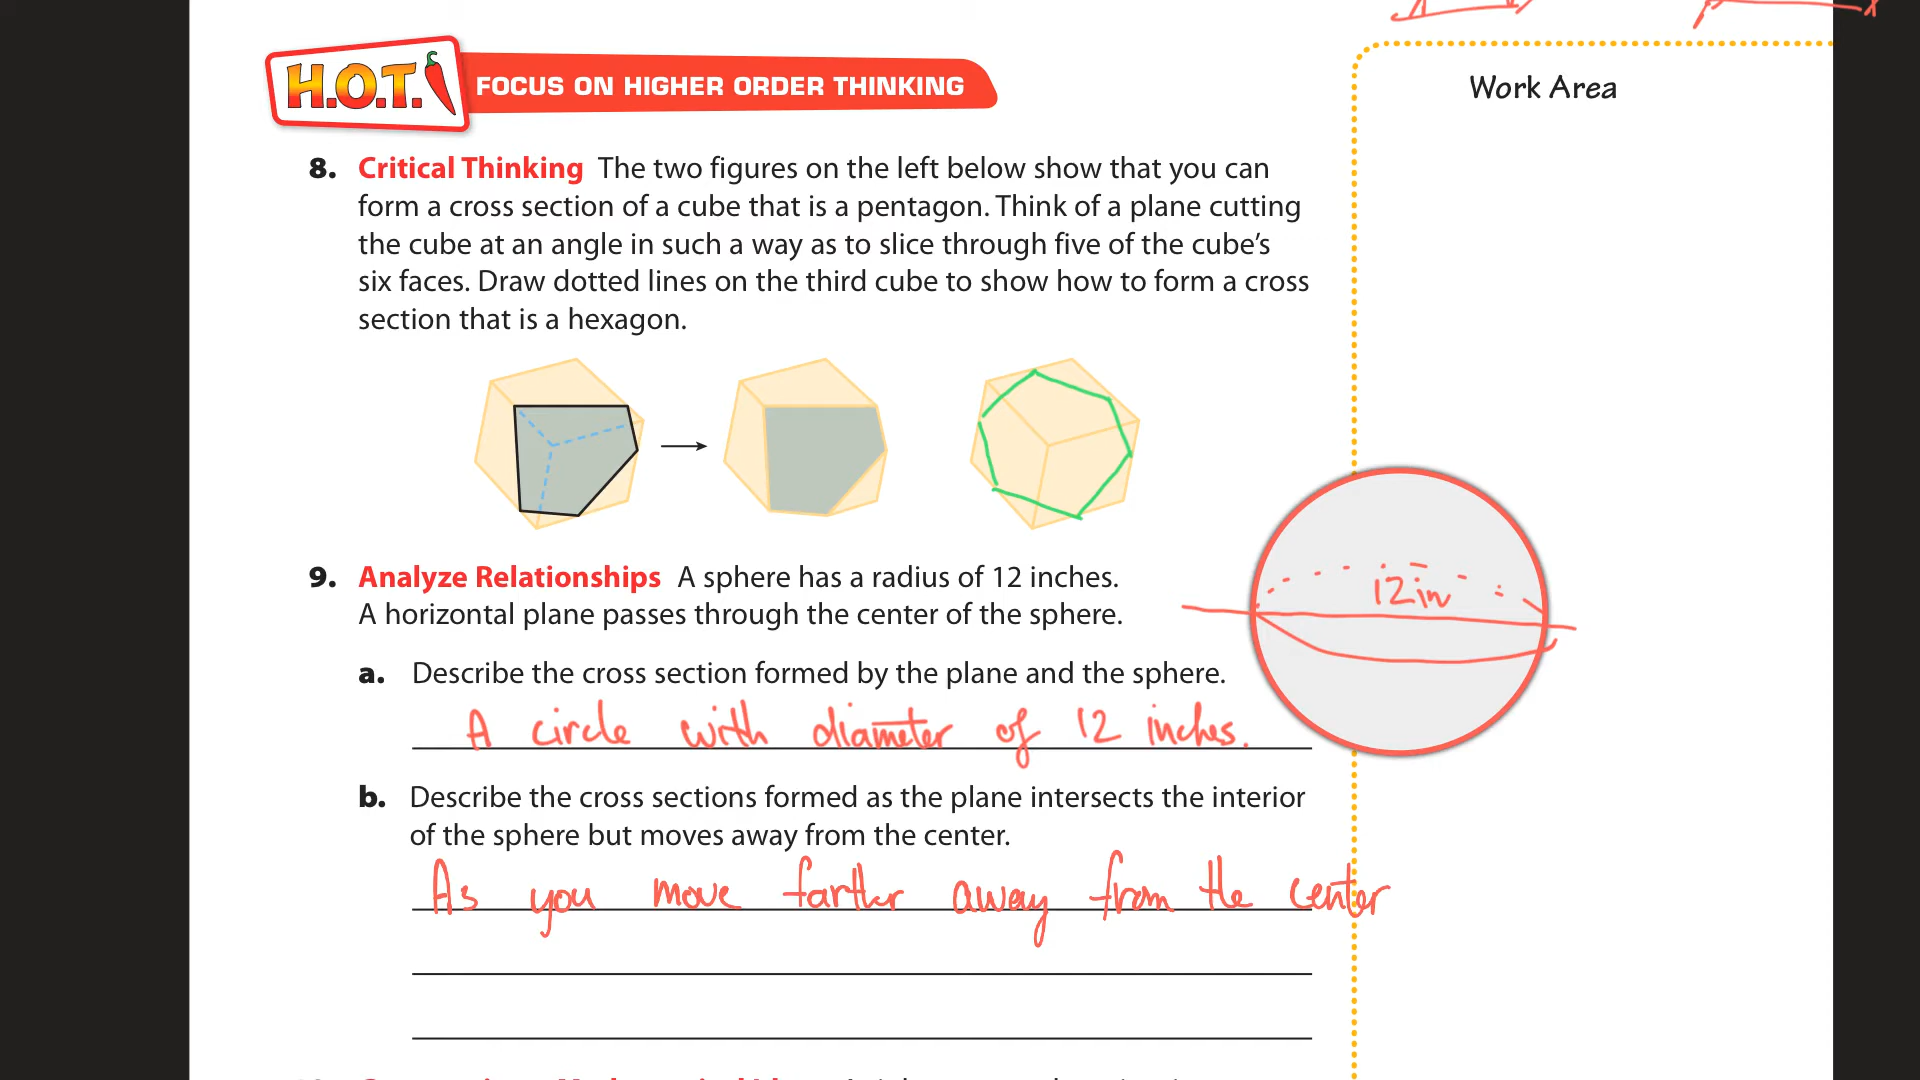 H.O.T. FOCUS ON HIGHER ORDER THINKING
Work Area
8. Critical Thinking The two figures on the left below show that you can
form a cross section of a cube that is a pentagon. Think of a plane cutting
the cube at an angle in such a way as to slice through five of the cube's
six faces. Draw dotted lines on the third cube to show how to form a cross
section that is a hexagon.
9. Analyze Relationships A sphere has a radius of 12 inches.
A horizontal plane passes through the center of the sphere.
12in
a. Describe the cross section formed by the plane and the sphere.
A circle with diameter of 12 inches.
b. Describe the cross sections formed as the plane intersects the interior
of the sphere but moves away from the center.
As you move farther away from the center